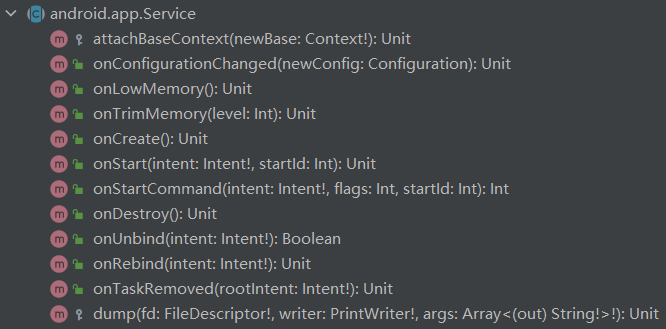 android.app.Service
attachBaseContext(newBase: Context!): Unit
onConfigurationChanged(newConfig: Configuration): Unit
onLowMemory(): Unit
onTrimMemory(level: Int): Unit
onCreate(): Unit
onStart(intent: Intent!, startId: Int): Unit
onStartCommand(intent: Intent!, flags: Int, startId: Int): Int
onDestroy(): Unit
onUnbind(intent: Intent!): Boolean
onRebind(intent: Intent!): Unit
onTaskRemoved(rootIntent: Intent!): Unit
dump(fd: FileDescriptor!, writer: PrintWriter!, args: Array<(out) String!>!): Unit